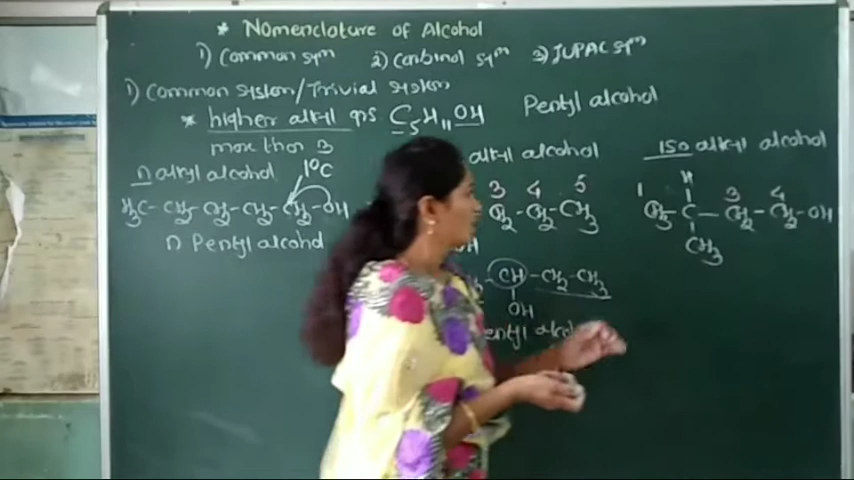 * Nomenclature of Alcohol
1) Common sym 2) Carbinol sym 3) IUPAC sym
1) Common system/Trivial system
* higher alkyl gps C5H11OH Pentyl alcohol
more than 3
n alkyl alcohol 1°C alkyl alcohol iso alkyl alcohol
H3C-CH2-CH2-CH2-CH2-OH
n Pentyl alcohol
3 4 5
CH2-CH2-CH3
CH-CH2-CH3
OH
1 H 3 4
CH3-C-CH2-CH2-OH
CH3